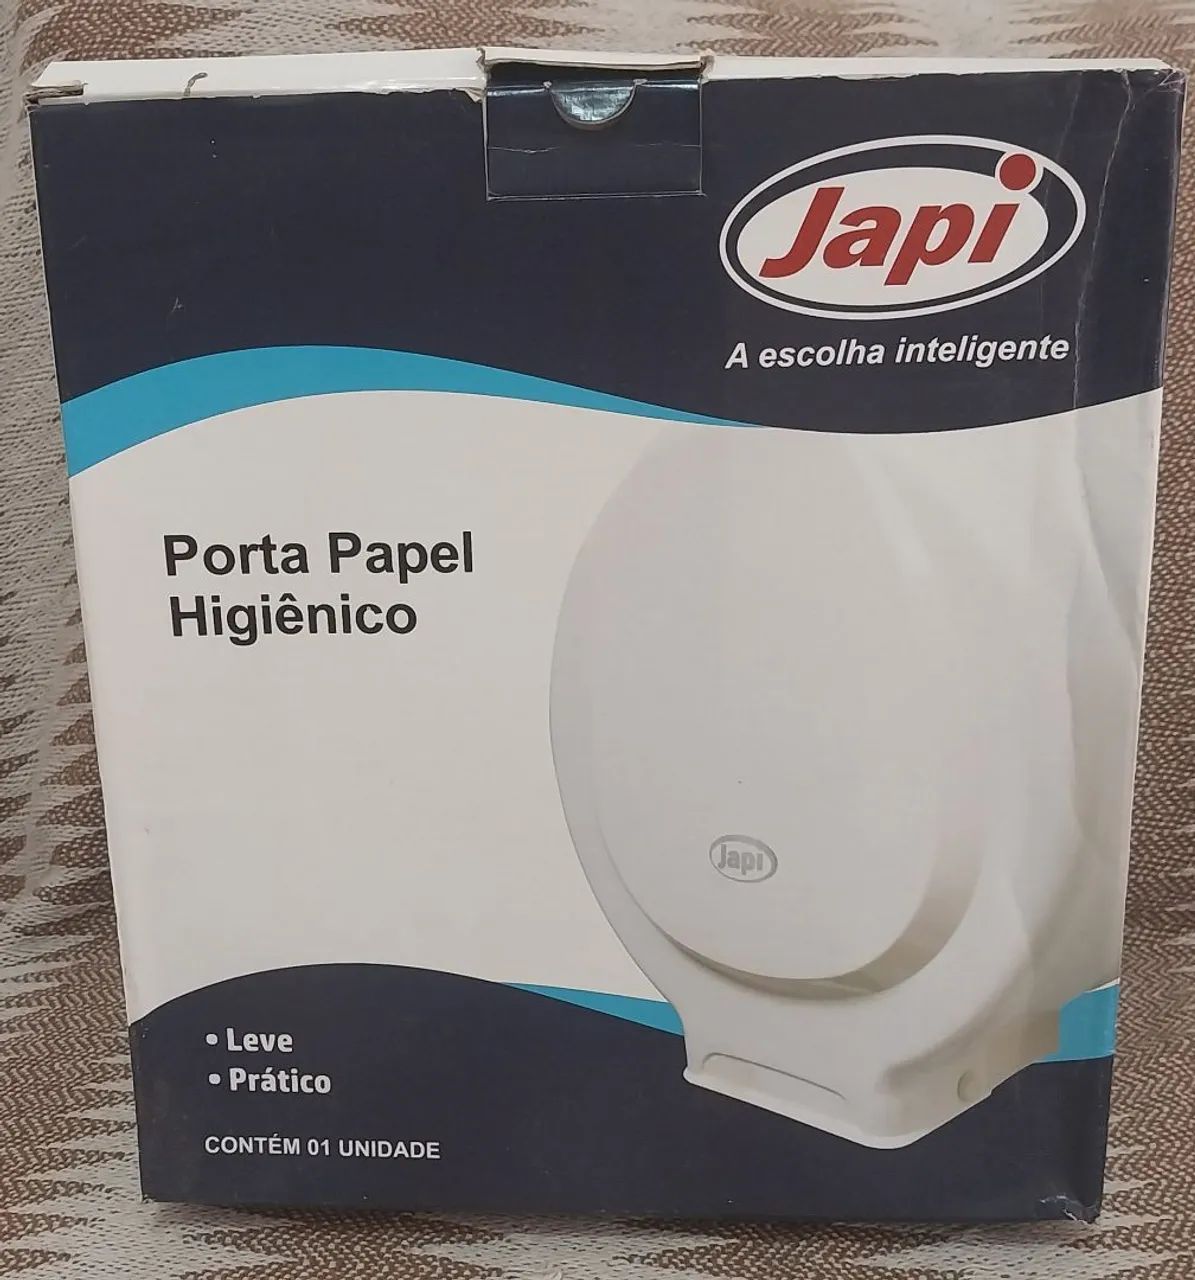 Japi
A escolha inteligente
Porta Papel
Higiênico
Japi
• Leve
• Prático
CONTÉM 01 UNIDADE